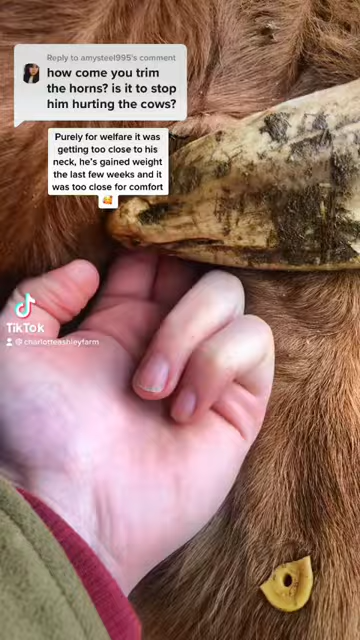 Reply to amysteel995's comment
how come you trim
the horns? is it to stop
him hurting the cows?
Purely for welfare it was
getting too close to his
neck, he's gained weight
the last few weeks and it
was too close for comfort
🥰
TikTok
@charlotteashleyfarm